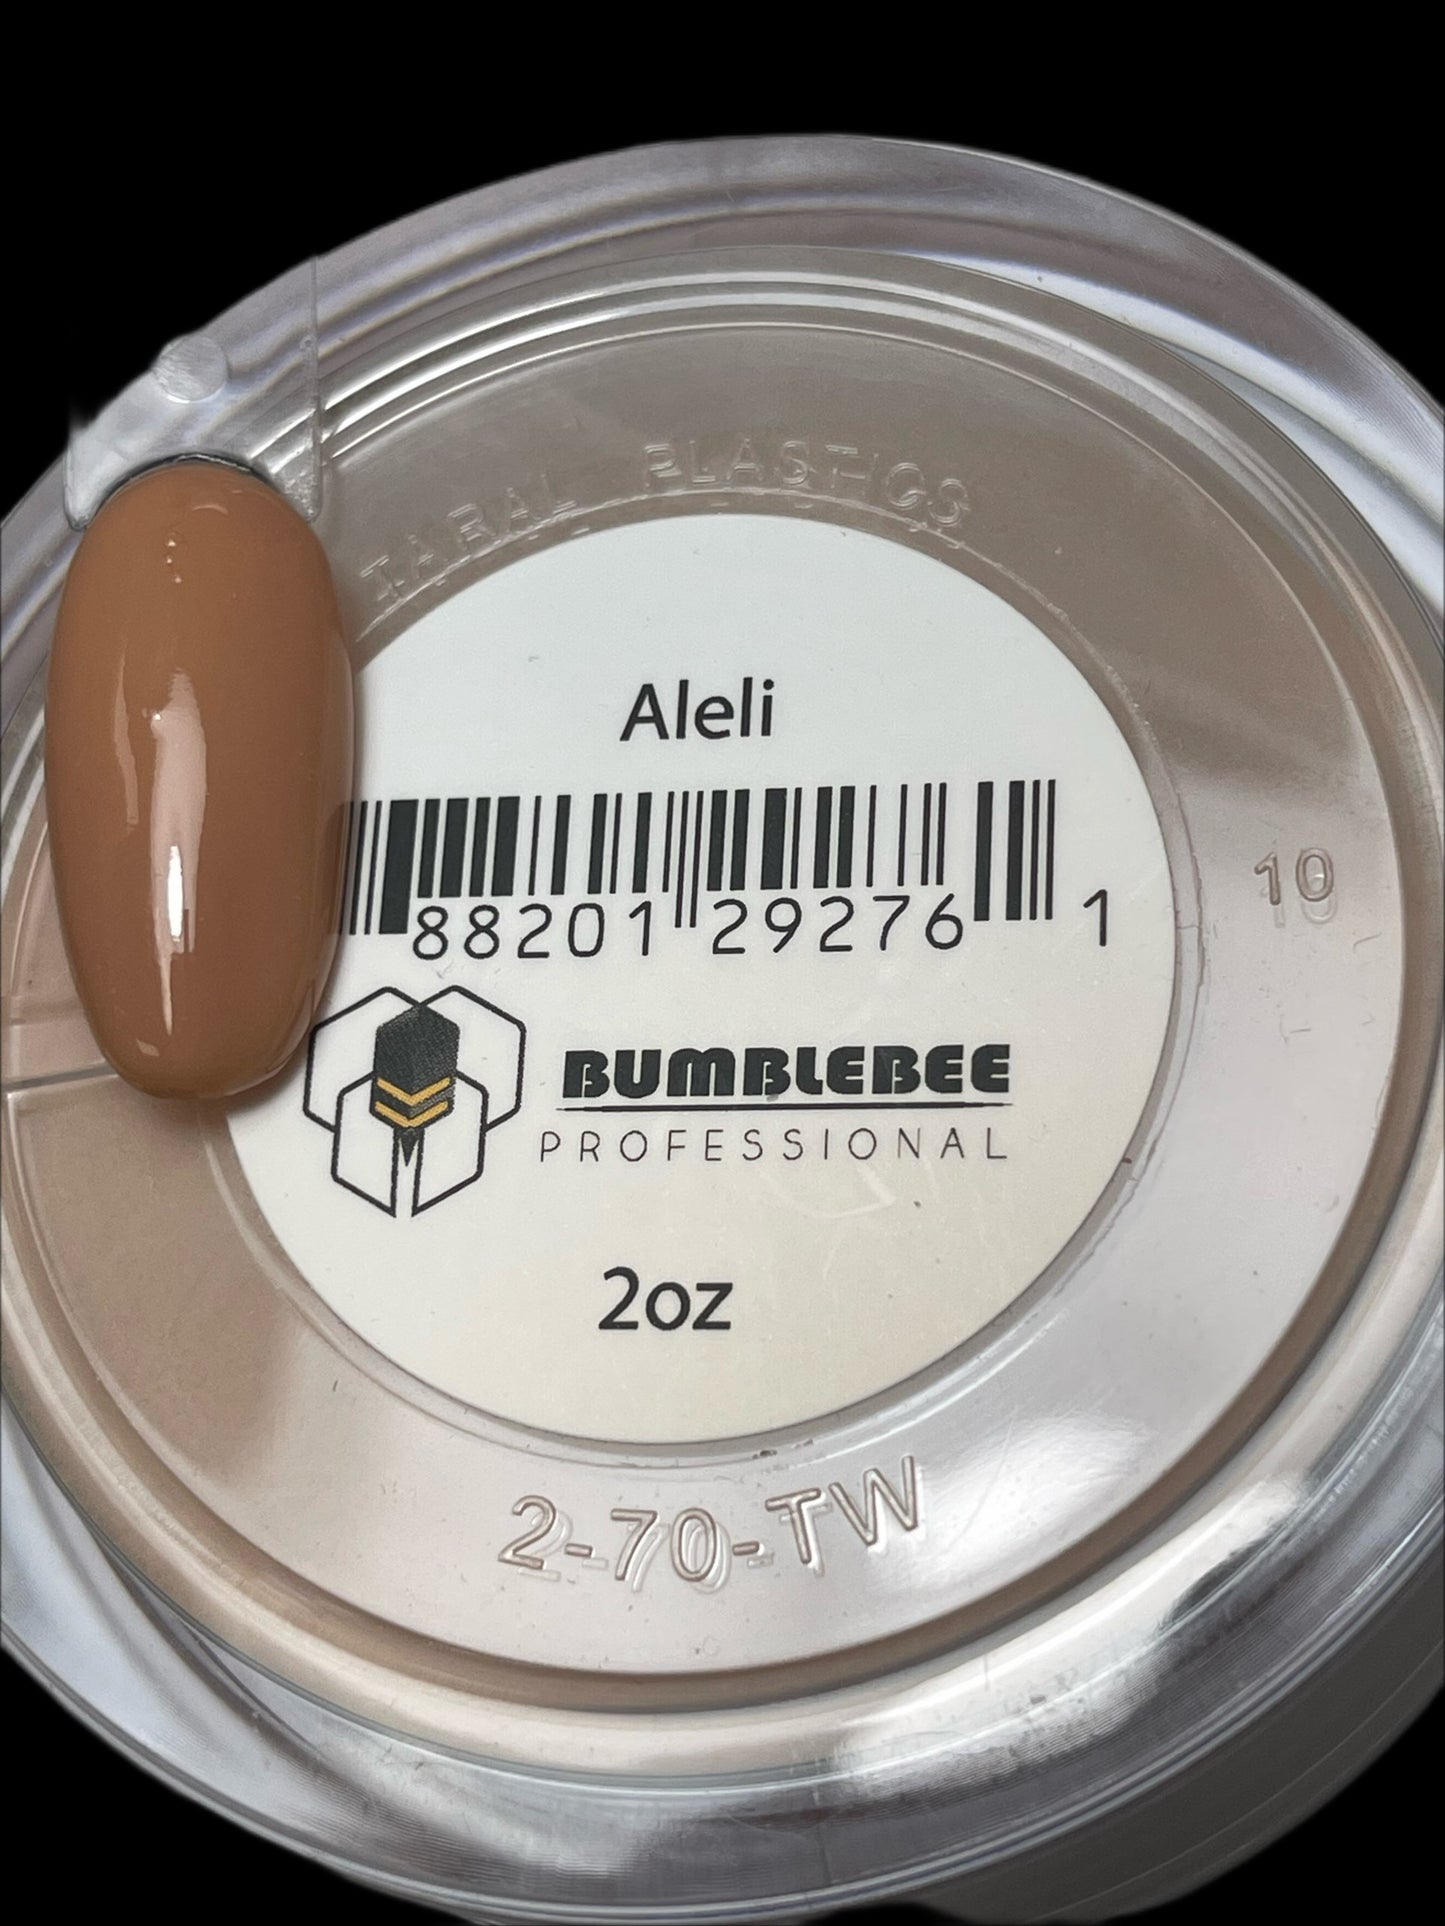 TARAL PLASTICS
Aleli
88201 29276 1
10
BUMBLEBEE
PROFESSIONAL
2oz
2-70-TW